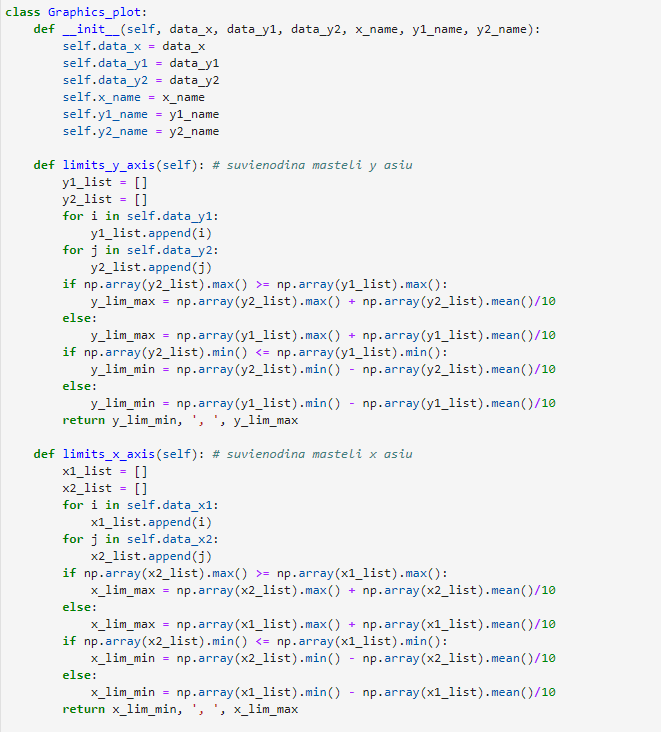 class Graphics_plot:
    def __init__(self, data_x, data_y1, data_y2, x_name, y1_name, y2_name):
        self.data_x = data_x
        self.data_y1 = data_y1
        self.data_y2 = data_y2
        self.x_name = x_name
        self.y1_name = y1_name
        self.y2_name = y2_name

    def limits_y_axis(self): # suvienodina masteli y asiu
        y1_list = []
        y2_list = []
        for i in self.data_y1:
            y1_list.append(i)
        for j in self.data_y2:
            y2_list.append(j)
        if np.array(y2_list).max() >= np.array(y1_list).max():
            y_lim_max = np.array(y2_list).max() + np.array(y2_list).mean()/10
        else:
            y_lim_max = np.array(y1_list).max() + np.array(y1_list).mean()/10
        if np.array(y2_list).min() <= np.array(y1_list).min():
            y_lim_min = np.array(y2_list).min() - np.array(y2_list).mean()/10
        else:
            y_lim_min = np.array(y1_list).min() - np.array(y1_list).mean()/10
        return y_lim_min, ', ', y_lim_max

    def limits_x_axis(self): # suvienodina masteli x asiu
        x1_list = []
        x2_list = []
        for i in self.data_x1:
            x1_list.append(i)
        for j in self.data_x2:
            x2_list.append(j)
        if np.array(x2_list).max() >= np.array(x1_list).max():
            x_lim_max = np.array(x2_list).max() + np.array(x2_list).mean()/10
        else:
            x_lim_max = np.array(x1_list).max() + np.array(x1_list).mean()/10
        if np.array(x2_list).min() <= np.array(x1_list).min():
            x_lim_min = np.array(x2_list).min() - np.array(x2_list).mean()/10
        else:
            x_lim_min = np.array(x1_list).min() - np.array(x1_list).mean()/10
        return x_lim_min, ', ', x_lim_max